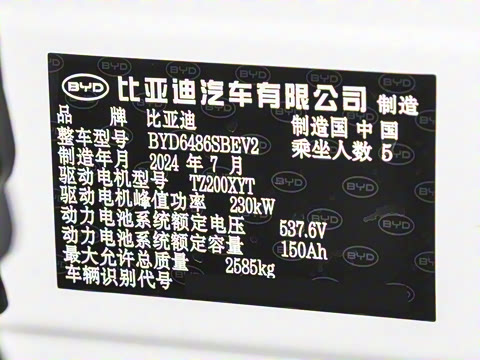 BYD 比亚迪汽车有限公司 制造
品牌 比亚迪 制造国 中国
整车型号 BYD6486SBEV2 乘坐人数 5
制造年月 2024 年 7 月
驱动电机型号 TZ200XYT
驱动电机峰值功率 230kW
动力电池系统额定电压 537.6V
动力电池系统额定容量 150Ah
最大允许总质量 2585kg
车辆识别代号